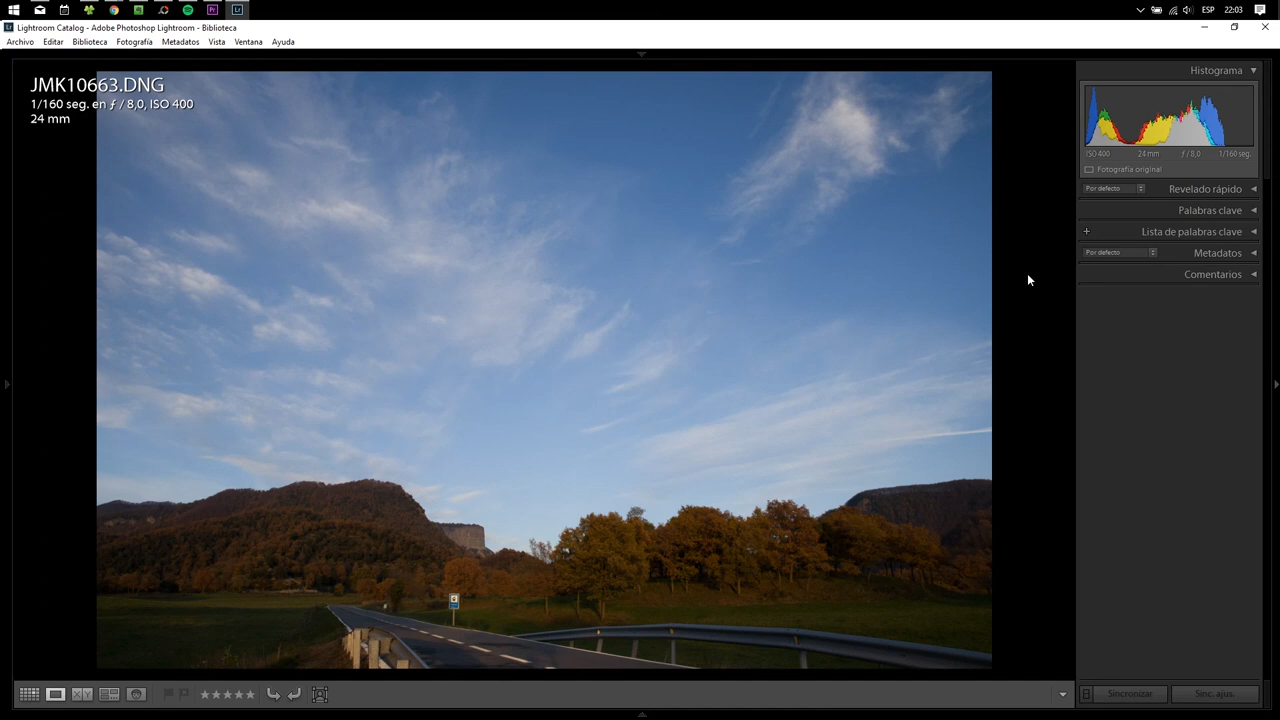 ESP 22:03
Lightroom Catalog - Adobe Photoshop Lightroom - Biblioteca
Archivo Editar Biblioteca Fotografía Metadatos Vista Ventana Ayuda
JMK10663.DNG
1/160 seg. en ƒ / 8,0, ISO 400
24 mm
Histograma
ISO 400 24 mm ƒ / 8,0 1/160 seg.
Fotografía original
Por defecto Revelado rápido
Palabras clave
Lista de palabras clave
Por defecto Metadatos
Comentarios
Sincronizar Sinc. ajus.